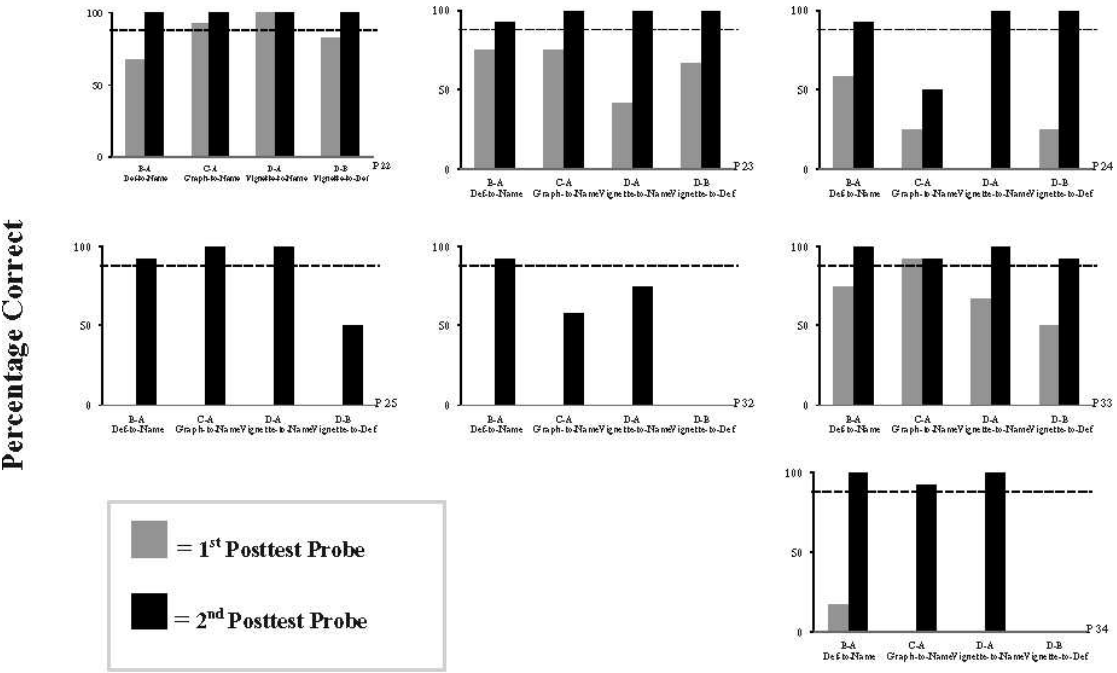 Percentage Correct
100
50
0
B-A
Def-to-Name
C-A
Graph-to-Name
D-A
Vignette-to-Name
D-B
Vignette-to-Def
P 22
100
50
0
B-A
Def-to-Name
C-A
Graph-to-Name
D-A
Vignette-to-Name
D-B
Vignette-to-Def
P 23
100
50
0
B-A
Def-to-Name
C-A
Graph-to-Name
D-A
Vignette-to-Name
D-B
Vignette-to-Def
P 24
100
50
0
B-A
Def-to-Name
C-A
Graph-to-Name
D-A
Vignette-to-Name
D-B
Vignette-to-Def
P 25
100
50
0
B-A
Def-to-Name
C-A
Graph-to-Name
D-A
Vignette-to-Name
D-B
Vignette-to-Def
P 32
100
50
0
B-A
Def-to-Name
C-A
Graph-to-Name
D-A
Vignette-to-Name
D-B
Vignette-to-Def
P 33
100
50
0
B-A
Def-to-Name
C-A
Graph-to-Name
D-A
Vignette-to-Name
D-B
Vignette-to-Def
P 34
= 1st Posttest Probe
= 2nd Posttest Probe